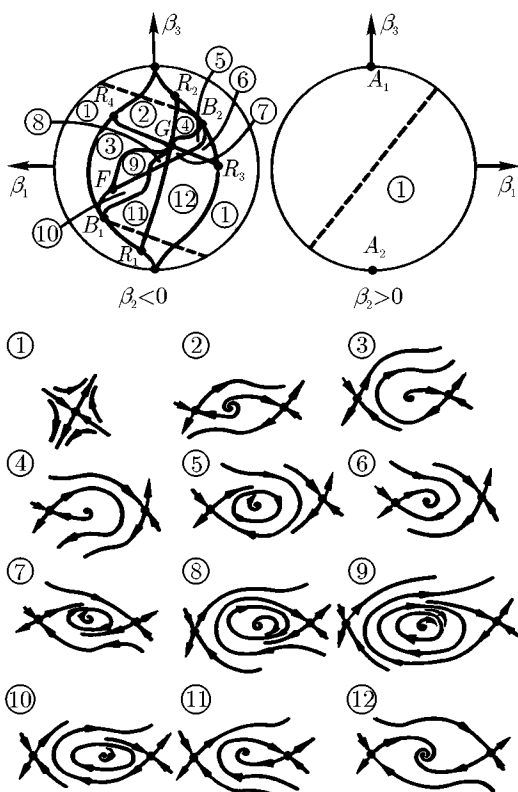 β₃ β₃
⑤
⑥
R₂ A₁
① R₄ ② B₂
④ ⑦
⑧ G
③ R₃ ①
β₁ ⑨ β₁
F ⑫
⑩ ⑪ ①
B₁ A₂
R₁
β₂<0 β₂>0
① ② ③
④ ⑤ ⑥
⑦ ⑧ ⑨
⑩ ⑪ ⑫